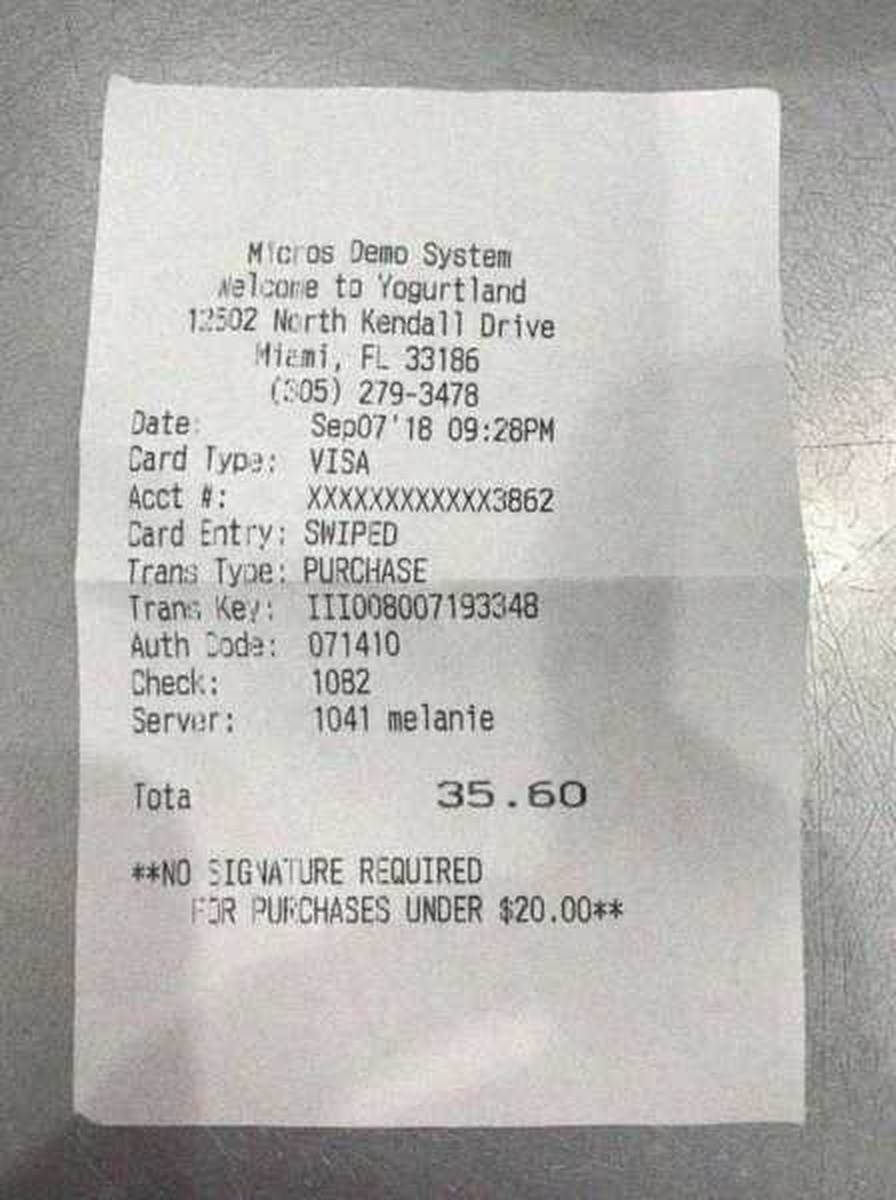 Micros Demo System
Welcome to Yogurtland
12502 North Kendall Drive
Miami, FL 33186
(305) 279-3478
Date: Sep07'18 09:28PM
Card Type: VISA
Acct #: XXXXXXXXXXXX3862
Card Entry: SWIPED
Trans Type: PURCHASE
Trans Key: III008007193348
Auth Code: 071410
Check: 1082
Server: 1041 melanie
Tota 35.60
**NO SIGNATURE REQUIRED
FOR PURCHASES UNDER $20.00**